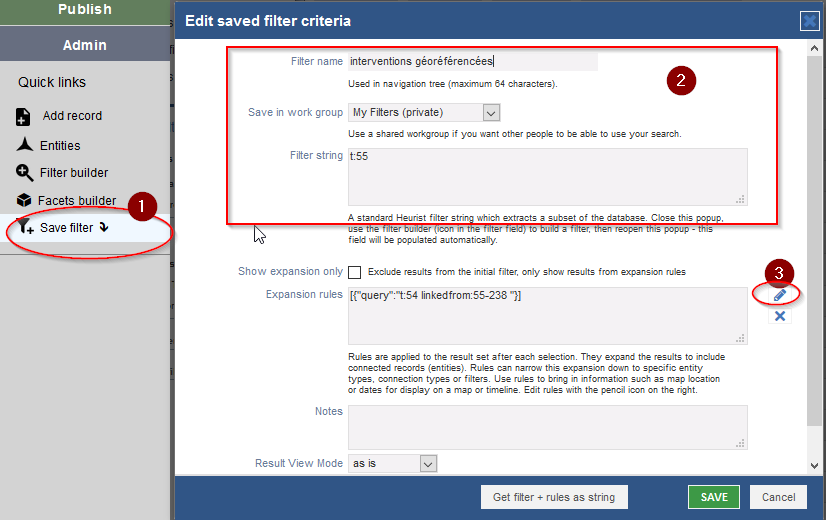 Publish
Admin
Quick links
Add record
Entities
Filter builder
Facets builder
1
Save filter
Edit saved filter criteria
Filter name interventions géoréférencées
2
Used in navigation tree (maximum 64 characters).
Save in work group My Filters (private)
Use a shared workgroup if you want other people to be able to use your search.
Filter string t:55
A standard Heurist filter string which extracts a subset of the database. Close this popup,
use the filter builder (icon in the filter field) to build a filter, then reopen this popup - this
field will be populated automatically.
Show expansion only Exclude results from the initial filter, only show results from expansion rules
3
Expansion rules [{"query":"t:54 linkedfrom:55-238 "}]
Rules are applied to the result set after each selection. They expand the results to include
connected records (entities). Rules can narrow this expansion down to specific entity
types, connection types or filters. Use rules to bring in information such as map location
or dates for display on a map or timeline. Edit rules with the pencil icon on the right.
Notes
Result View Mode as is
Get filter + rules as string SAVE Cancel